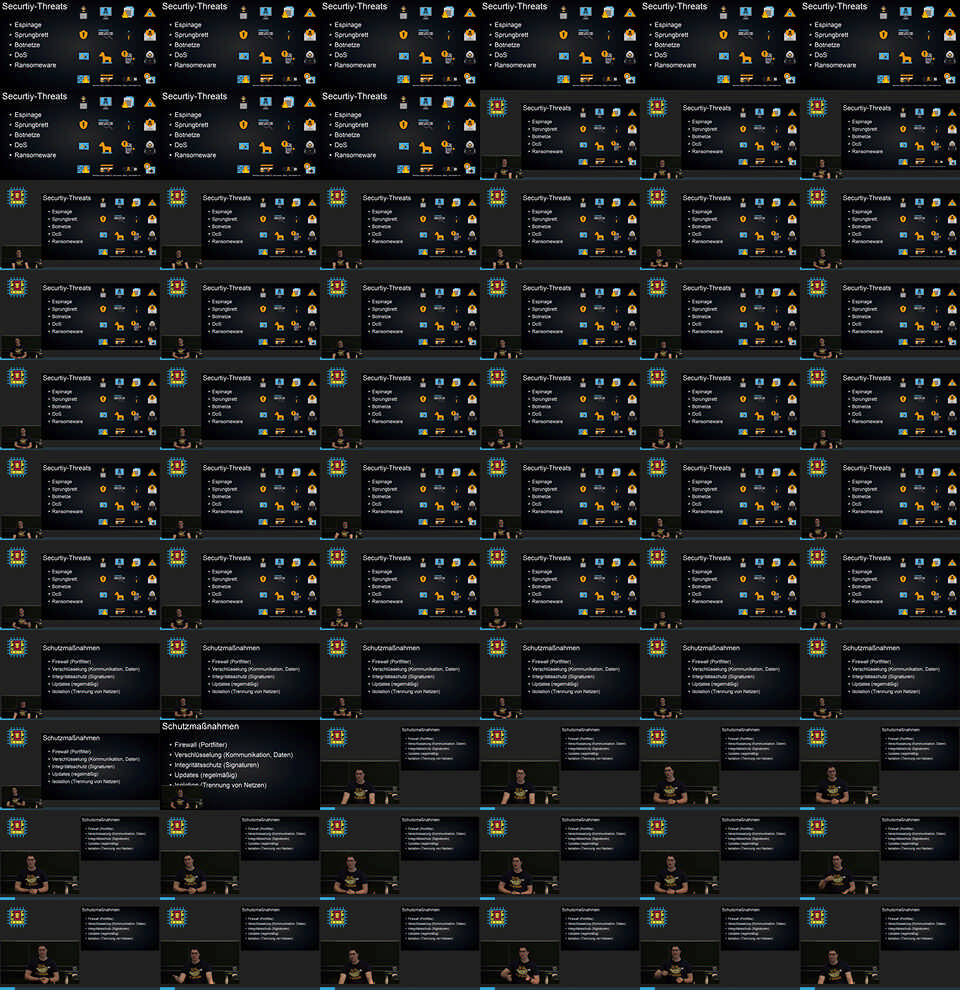 Securtiy-Threats
Espinage
Sprungbrett
Botnetze
DoS
Ransomeware
Schutzmaßnahmen
Firewall (Portfilter)
Verschlüsselung (Kommunikation, Daten)
Integritätsschutz (Signaturen)
Updates (regelmäßig)
Isolation (Trennung von Netzen)